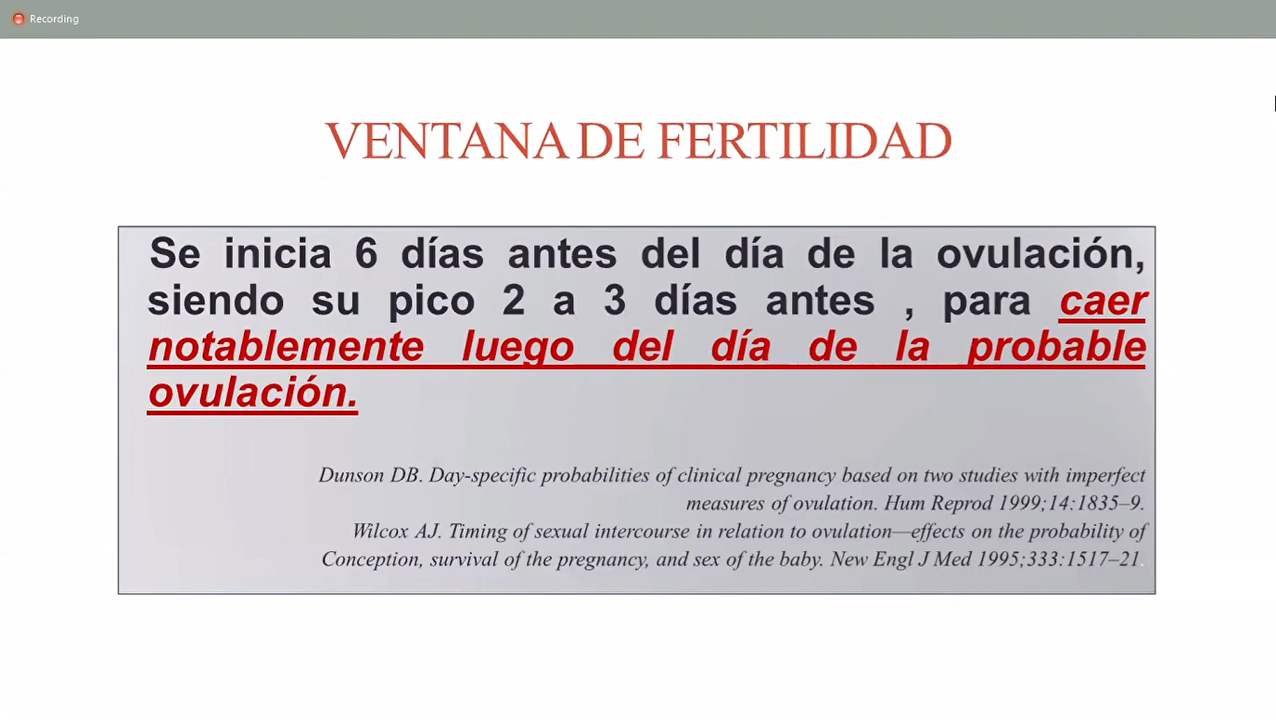 Recording
VENTANA DE FERTILIDAD
Se inicia 6 días antes del día de la ovulación,
siendo su pico 2 a 3 días antes , para caer
notablemente luego del día de la probable
ovulación.
Dunson DB. Day-specific probabilities of clinical pregnancy based on two studies with imperfect
measures of ovulation. Hum Reprod 1999;14:1835–9.
Wilcox AJ. Timing of sexual intercourse in relation to ovulation—effects on the probability of
Conception, survival of the pregnancy, and sex of the baby. New Engl J Med 1995;333:1517–21.